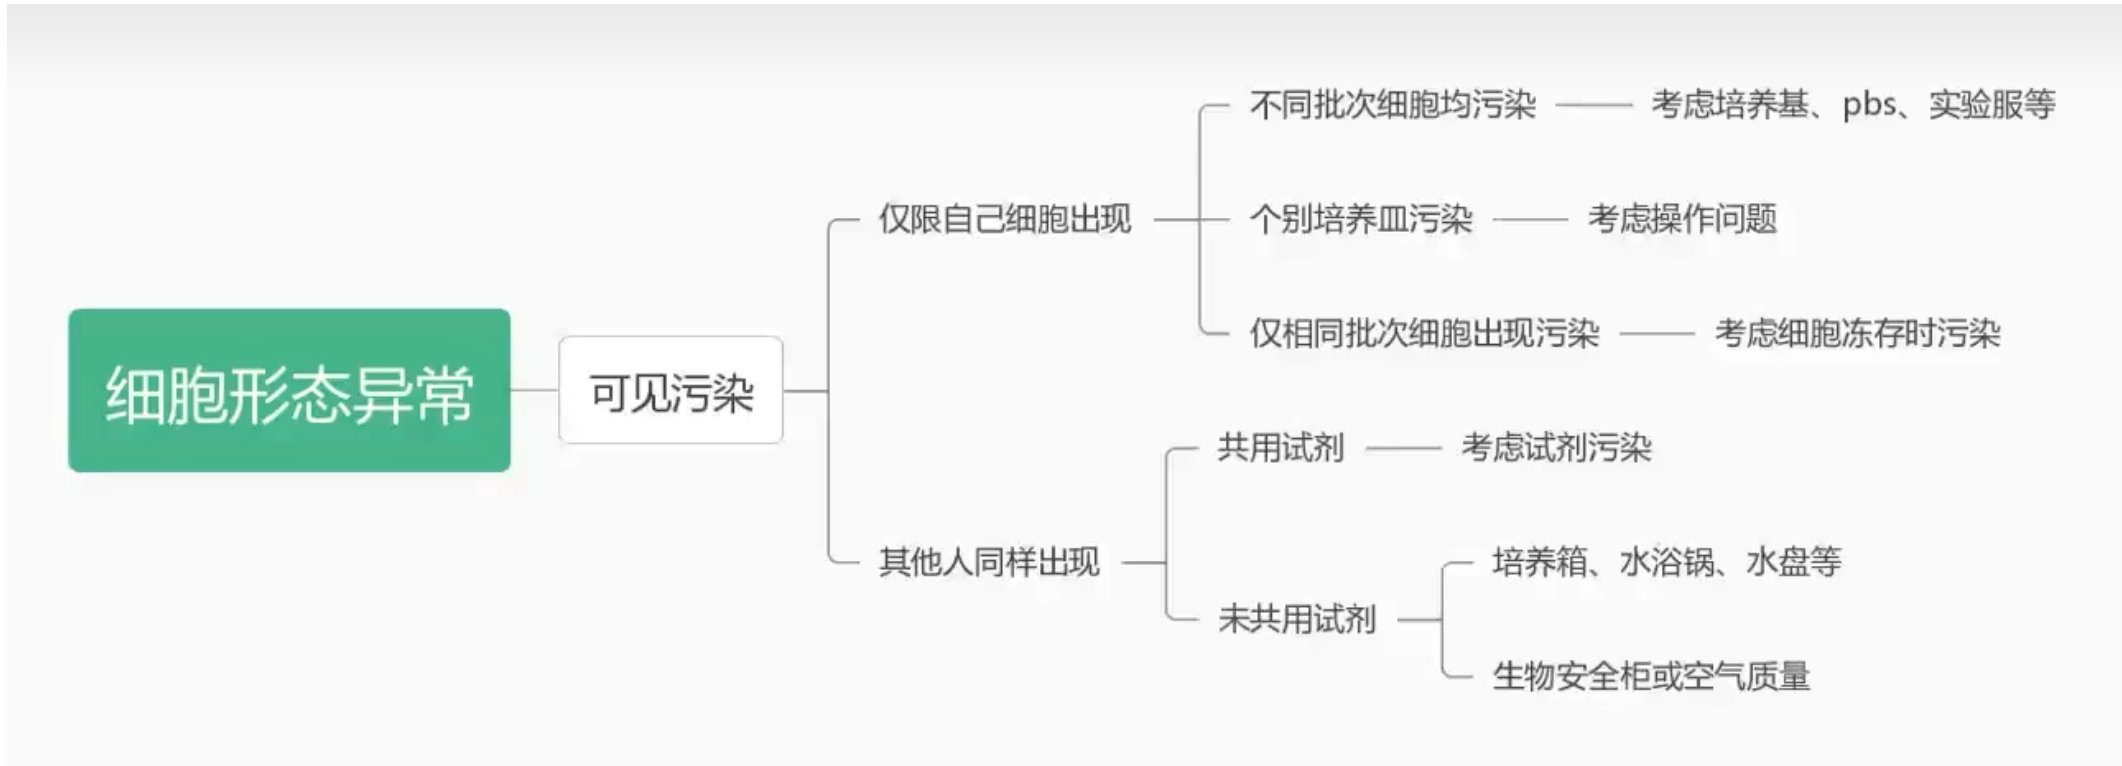 细胞形态异常
可见污染
仅限自己细胞出现
不同批次细胞均污染
考虑培养基、pbs、实验服等
个别培养皿污染
考虑操作问题
仅相同批次细胞出现污染
考虑细胞冻存时污染
其他人同样出现
共用试剂
考虑试剂污染
未共用试剂
培养箱、水浴锅、水盘等
生物安全柜或空气质量